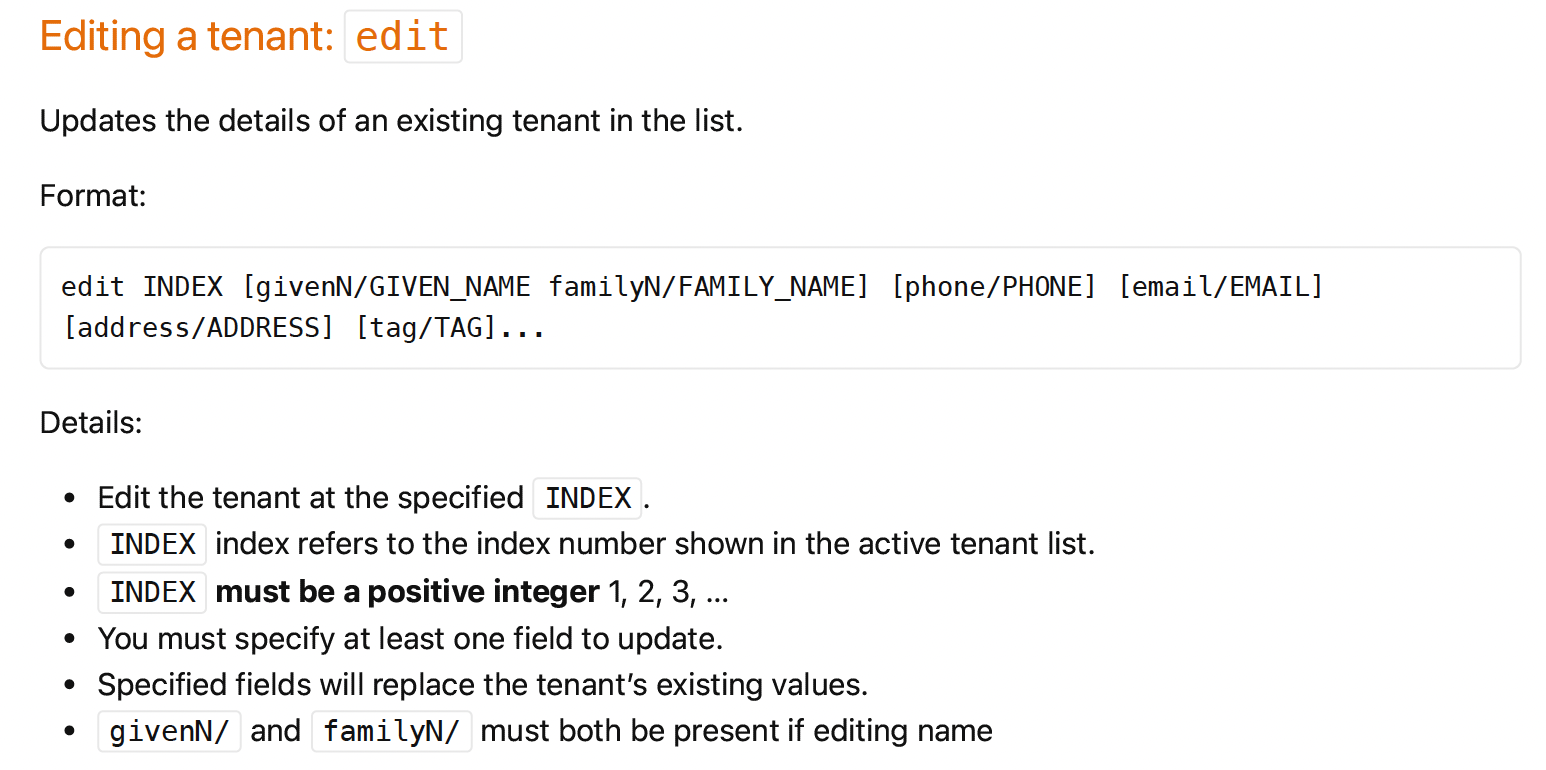 Editing a tenant: edit
Updates the details of an existing tenant in the list.
Format:
edit INDEX [givenN/GIVEN_NAME familyN/FAMILY_NAME] [phone/PHONE] [email/EMAIL]
[address/ADDRESS] [tag/TAG]...
Details:
• Edit the tenant at the specified INDEX.
• INDEX index refers to the index number shown in the active tenant list.
• INDEX must be a positive integer 1, 2, 3, …
• You must specify at least one field to update.
• Specified fields will replace the tenant’s existing values.
• givenN/ and familyN/ must both be present if editing name